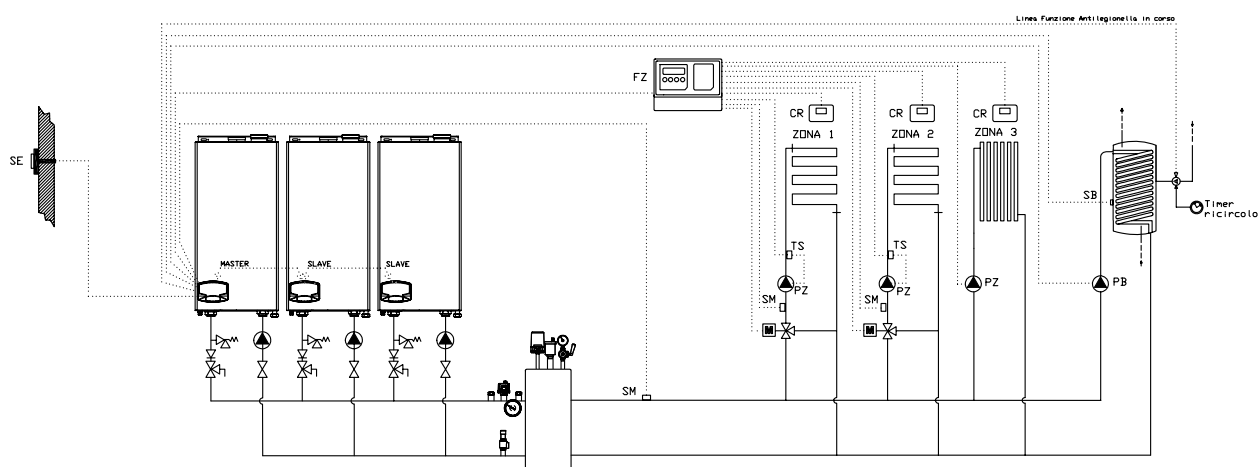 Linea Funzione Antilegionella in corso
FZ
CR
CR
CR
ZONA 1
ZONA 2
ZONA 3
SE
SB
Timer
ricircolo
MASTER
SLAVE
SLAVE
TS
TS
PZ
PZ
PZ
PB
SM
SM
M
M
SM